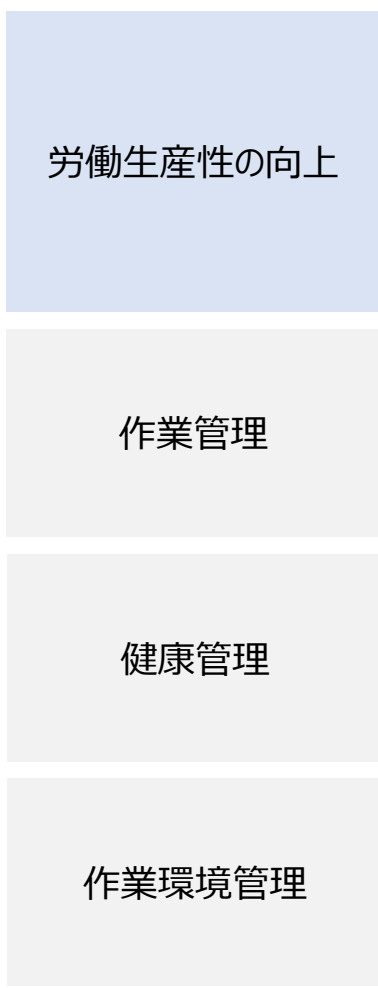 労働生産性の向上
作業管理
健康管理
作業環境管理